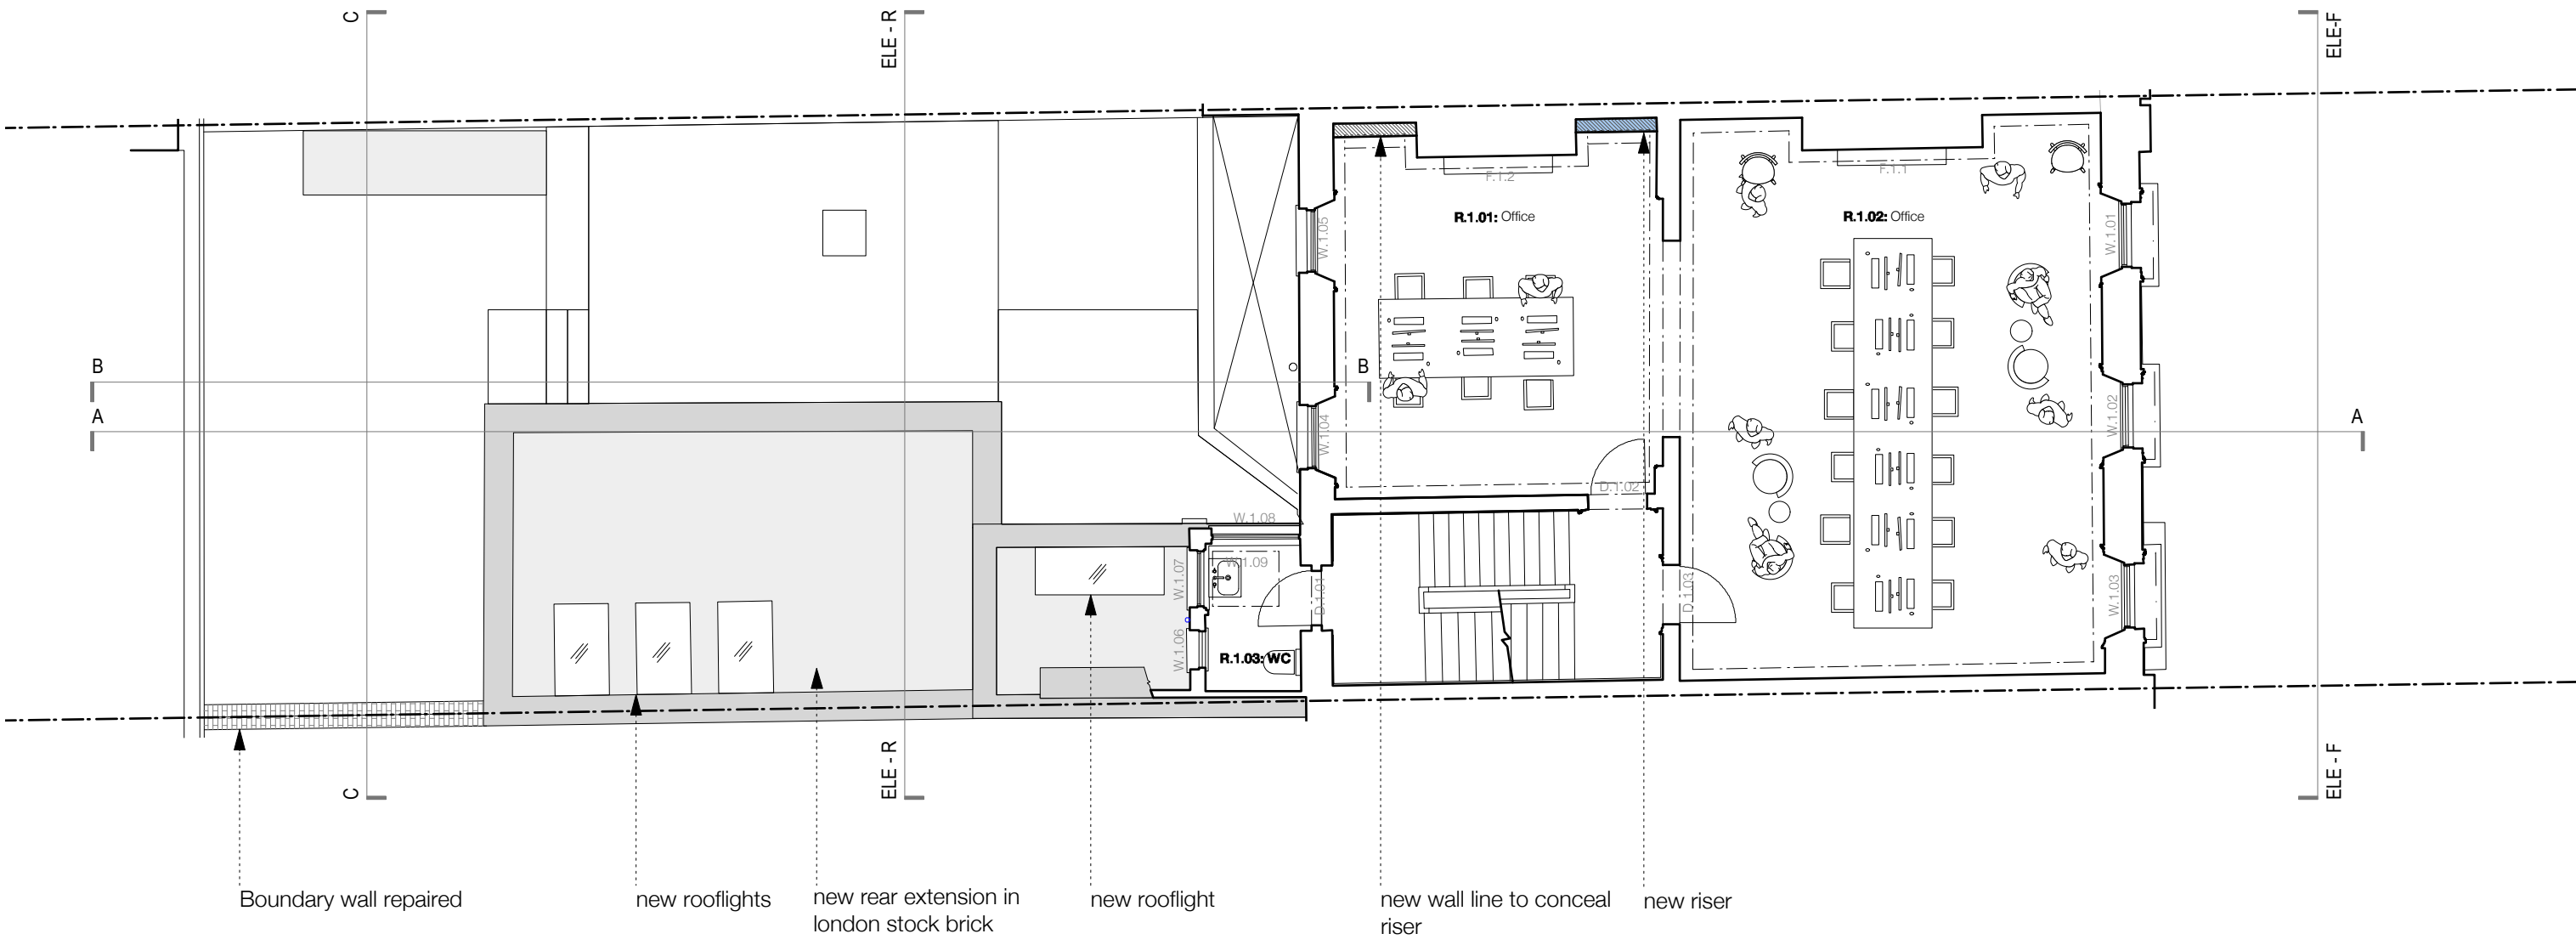 C
ELE - R
ELE-F
F.1.2
F.1.1
R.1.01: Office
R.1.02: Office
W.1.05
W.1.01
B
B
A
A
W.1.04
W.1.02
D.1.02
W.1.08
W.1.09
W.1.07
D.1.01
D.1.03
W.1.03
W.1.06
R.1.03: WC
C
ELE - R
ELE - F
Boundary wall repaired
new rooflights
new rear extension in
london stock brick
new rooflight
new wall line to conceal
riser
new riser